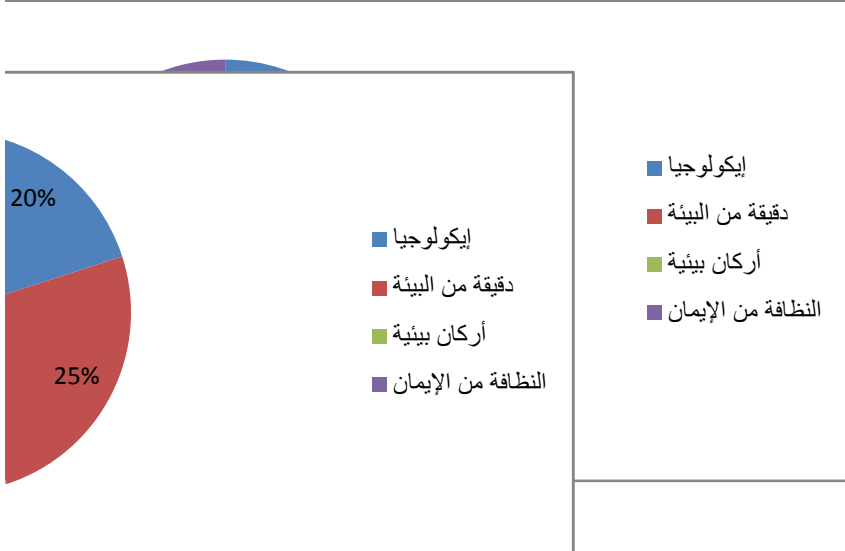 20%
25%
إيكولوجيا
دقيقة من البيئة
أركان بيئية
النظافة من الإيمان
إيكولوجيا
دقيقة من البيئة
أركان بيئية
النظافة من الإيمان